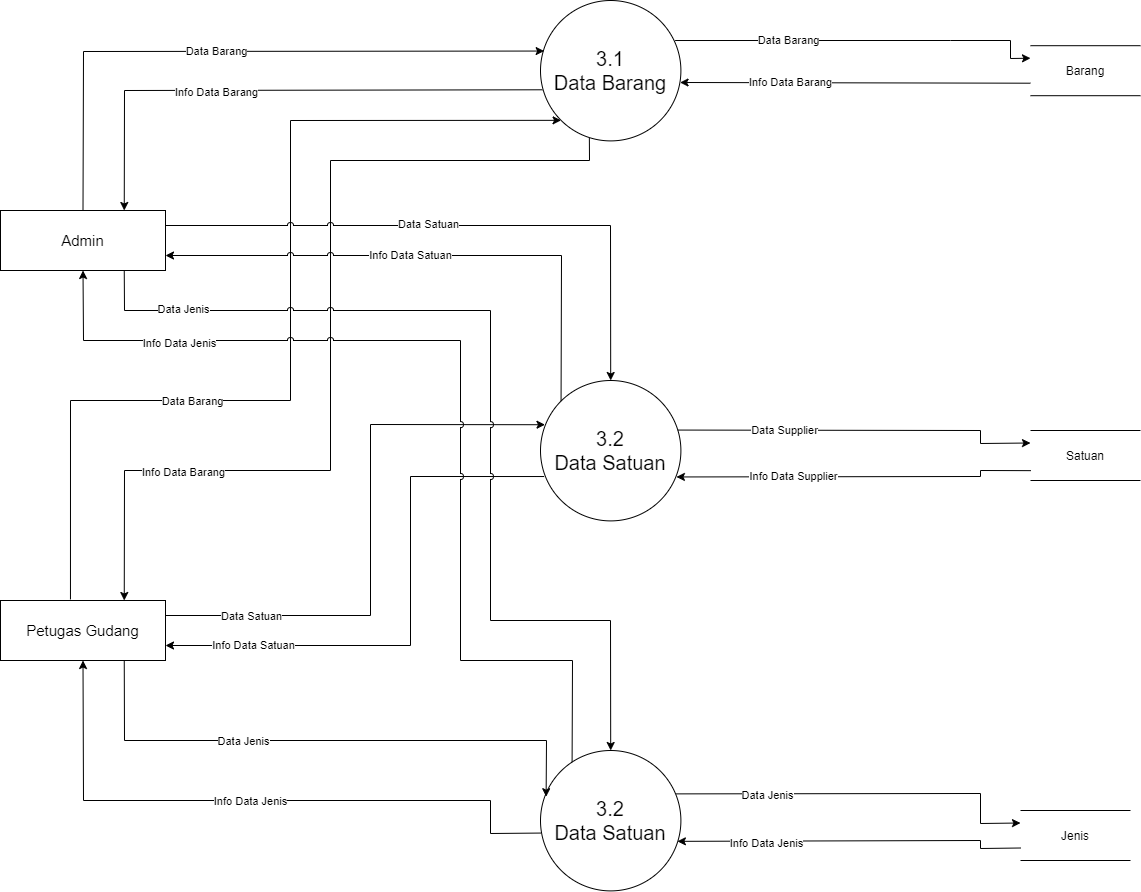 3.1
Data Barang
Data Barang
Data Barang
Info Data Barang
Info Data Barang
Barang
Admin
Data Satuan
Info Data Satuan
Data Jenis
Info Data Jenis
Data Barang
3.2
Data Satuan
Data Supplier
Info Data Supplier
Satuan
Info Data Barang
Petugas Gudang
Data Satuan
Info Data Satuan
Data Jenis
Info Data Jenis
3.2
Data Satuan
Data Jenis
Info Data Jenis
Jenis